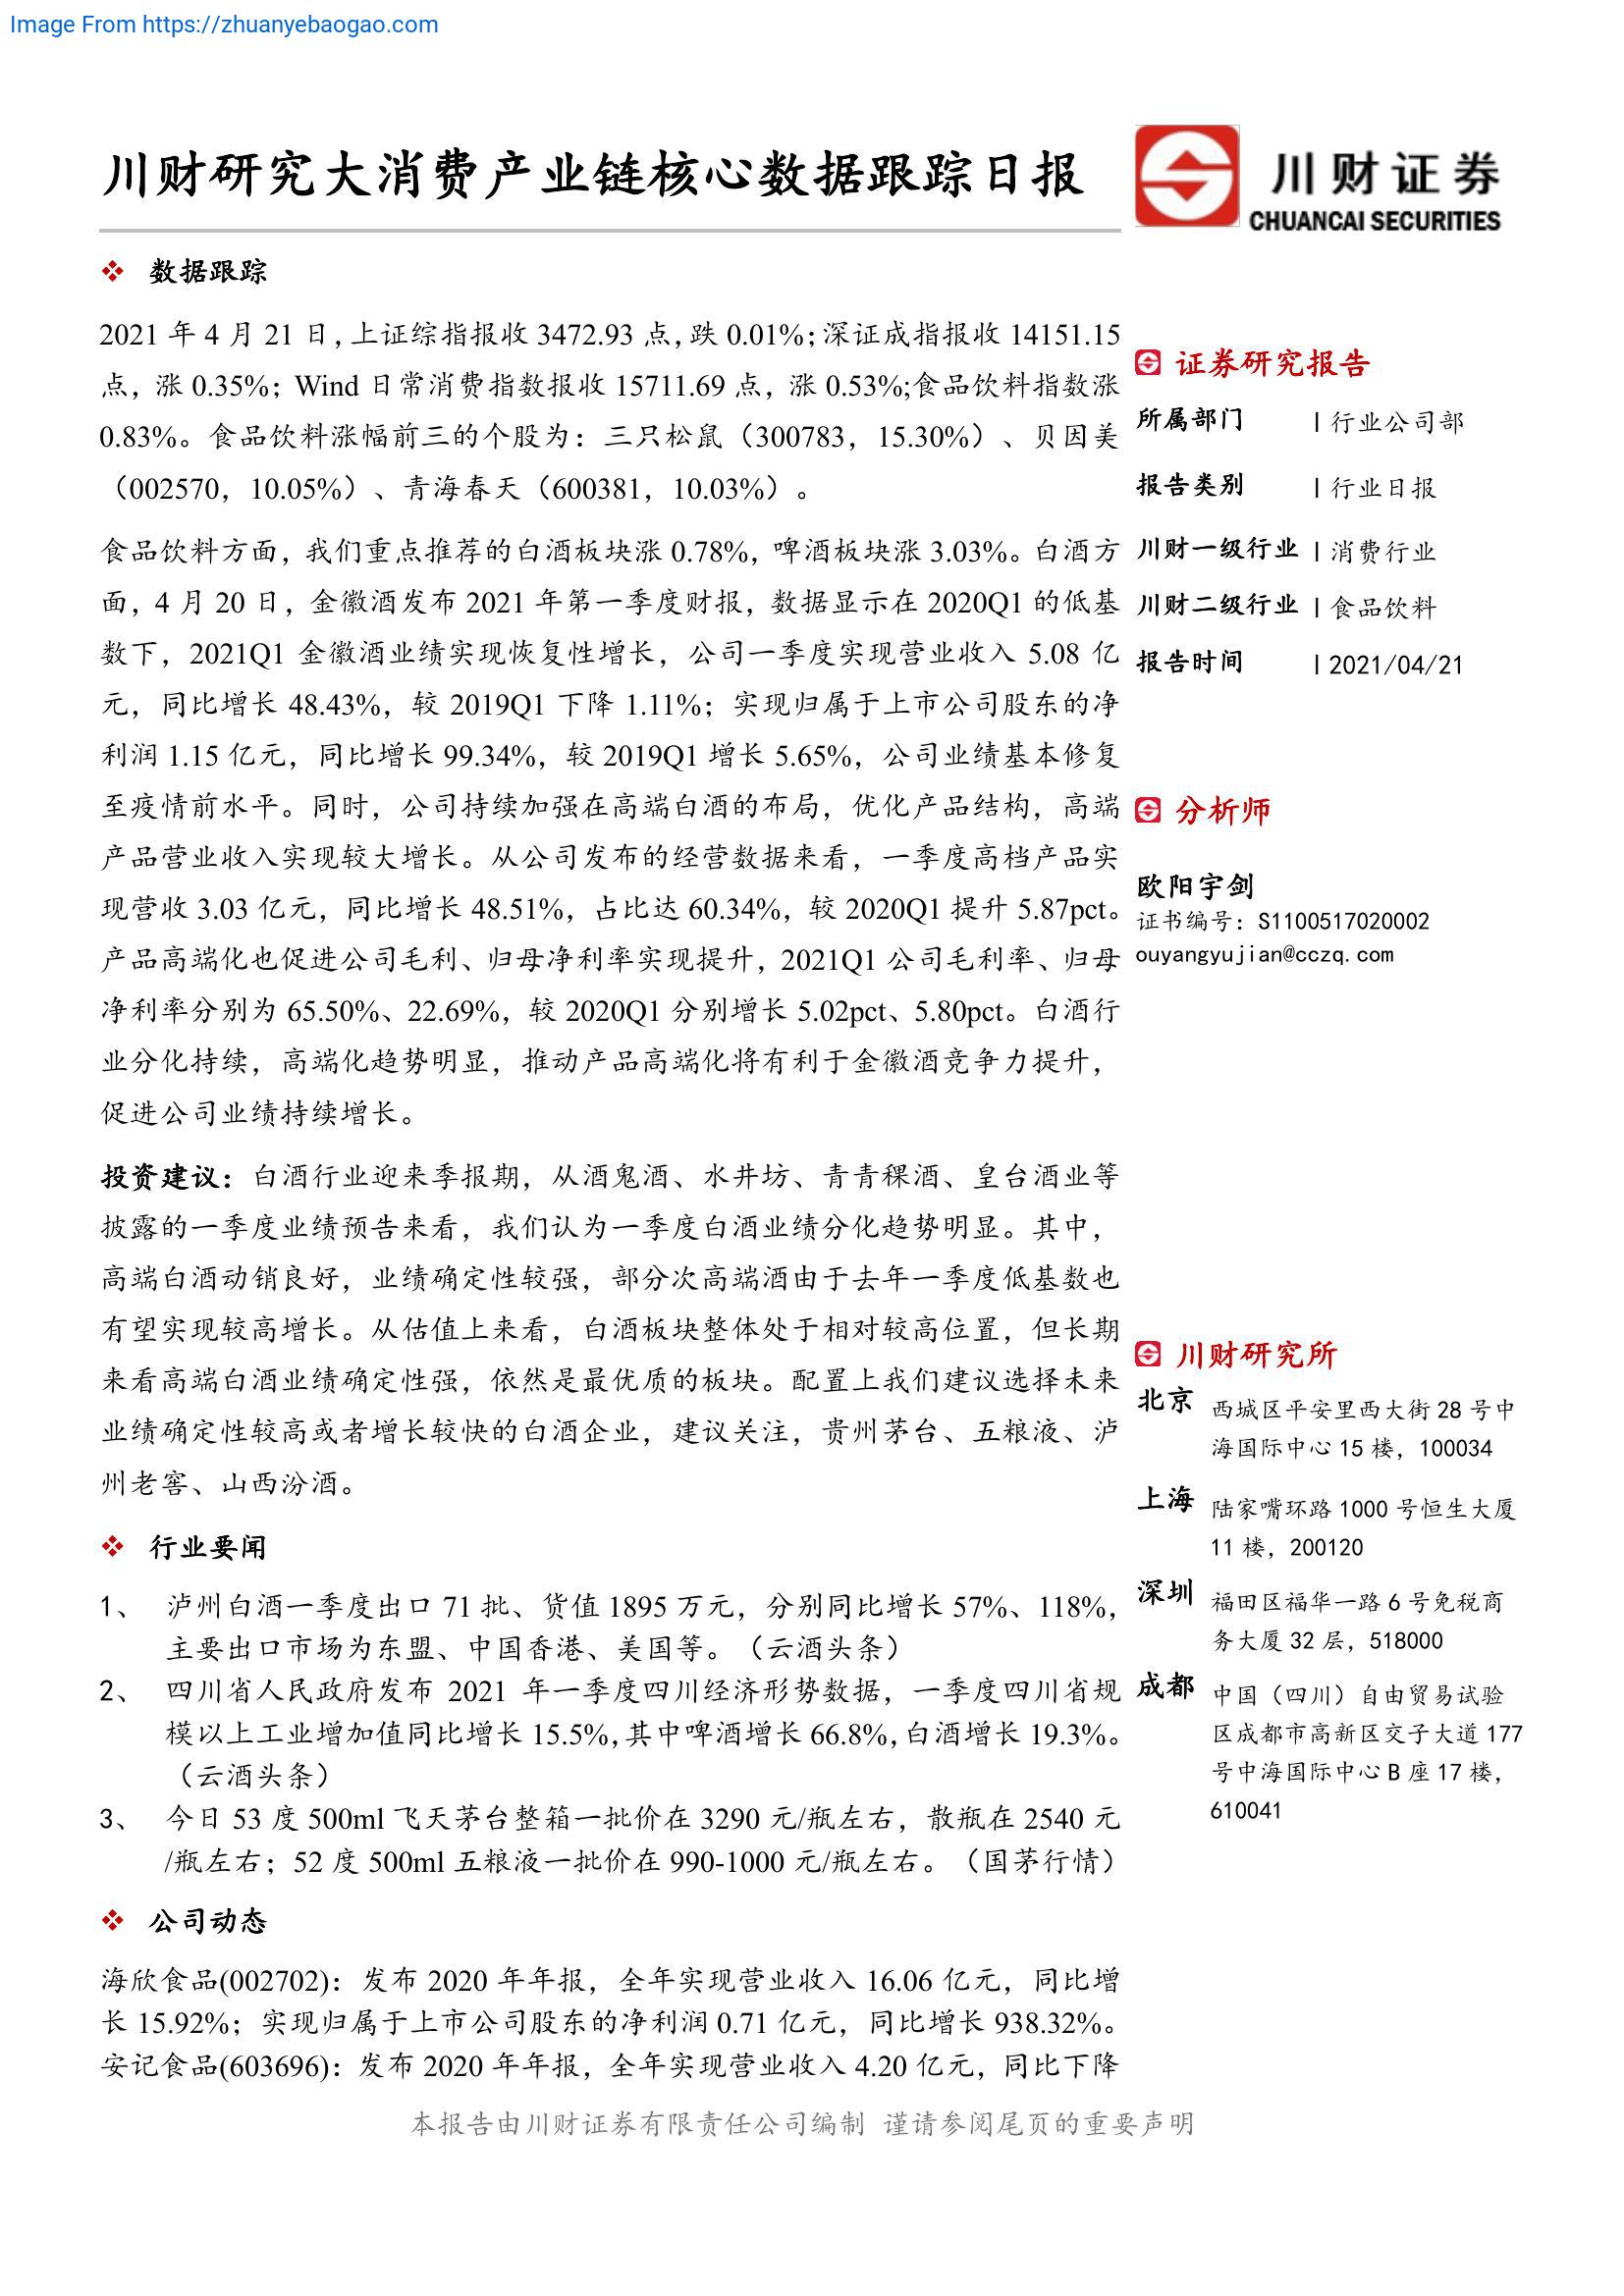 Image From https://zhuanyebaogao.com
川财研究大消费产业链核心数据跟踪日报
川财证券
CHUANCAI SECURITIES
数据跟踪
2021 年 4 月 21 日，上证综指报收 3472.93 点，跌 0.01%；深证成指报收 14151.15
点，涨 0.35%；Wind 日常消费指数报收 15711.69 点，涨 0.53%;食品饮料指数涨
0.83%。食品饮料涨幅前三的个股为：三只松鼠（300783，15.30%）、贝因美
（002570，10.05%）、青海春天（600381，10.03%）。
食品饮料方面，我们重点推荐的白酒板块涨 0.78%，啤酒板块涨 3.03%。白酒方
面，4 月 20 日，金徽酒发布 2021 年第一季度财报，数据显示在 2020Q1 的低基
数下，2021Q1 金徽酒业绩实现恢复性增长，公司一季度实现营业收入 5.08 亿
元，同比增长 48.43%，较 2019Q1 下降 1.11%；实现归属于上市公司股东的净
利润 1.15 亿元，同比增长 99.34%，较 2019Q1 增长 5.65%，公司业绩基本修复
至疫情前水平。同时，公司持续加强在高端白酒的布局，优化产品结构，高端
产品营业收入实现较大增长。从公司发布的经营数据来看，一季度高档产品实
现营收 3.03 亿元，同比增长 48.51%，占比达 60.34%，较 2020Q1 提升 5.87pct。
产品高端化也促进公司毛利、归母净利率实现提升，2021Q1 公司毛利率、归母
净利率分别为 65.50%、22.69%，较 2020Q1 分别增长 5.02pct、5.80pct。白酒行
业分化持续，高端化趋势明显，推动产品高端化将有利于金徽酒竞争力提升，
促进公司业绩持续增长。
投资建议：白酒行业迎来季报期，从酒鬼酒、水井坊、青青稞酒、皇台酒业等
披露的一季度业绩预告来看，我们认为一季度白酒业绩分化趋势明显。其中，
高端白酒动销良好，业绩确定性较强，部分次高端酒由于去年一季度低基数也
有望实现较高增长。从估值上来看，白酒板块整体处于相对较高位置，但长期
来看高端白酒业绩确定性强，依然是最优质的板块。配置上我们建议选择未来
业绩确定性较高或者增长较快的白酒企业，建议关注，贵州茅台、五粮液、泸
州老窖、山西汾酒。
行业要闻
1、 泸州白酒一季度出口 71 批、货值 1895 万元，分别同比增长 57%、118%，
主要出口市场为东盟、中国香港、美国等。（云酒头条）
2、 四川省人民政府发布 2021 年一季度四川经济形势数据，一季度四川省规
模以上工业增加值同比增长 15.5%，其中啤酒增长 66.8%，白酒增长 19.3%。
（云酒头条）
3、 今日 53 度 500ml 飞天茅台整箱一批价在 3290 元/瓶左右，散瓶在 2540 元
/瓶左右；52 度 500ml 五粮液一批价在 990-1000 元/瓶左右。（国茅行情）
公司动态
海欣食品(002702)：发布 2020 年年报，全年实现营业收入 16.06 亿元，同比增
长 15.92%；实现归属于上市公司股东的净利润 0.71 亿元，同比增长 938.32%。
安记食品(603696)：发布 2020 年年报，全年实现营业收入 4.20 亿元，同比下降
证券研究报告
所属部门 | 行业公司部
报告类别 | 行业日报
川财一级行业 | 消费行业
川财二级行业 | 食品饮料
报告时间 | 2021/04/21
分析师
欧阳宇剑
证书编号：S1100517020002
ouyangyujian@cczq.com
川财研究所
北京 西城区平安里西大街 28 号中
海国际中心 15 楼，100034
上海 陆家嘴环路 1000 号恒生大厦
11 楼，200120
深圳 福田区福华一路 6 号免税商
务大厦 32 层，518000
成都 中国（四川）自由贸易试验
区成都市高新区交子大道 177
号中海国际中心 B 座 17 楼，
610041
本报告由川财证券有限责任公司编制 谨请参阅尾页的重要声明